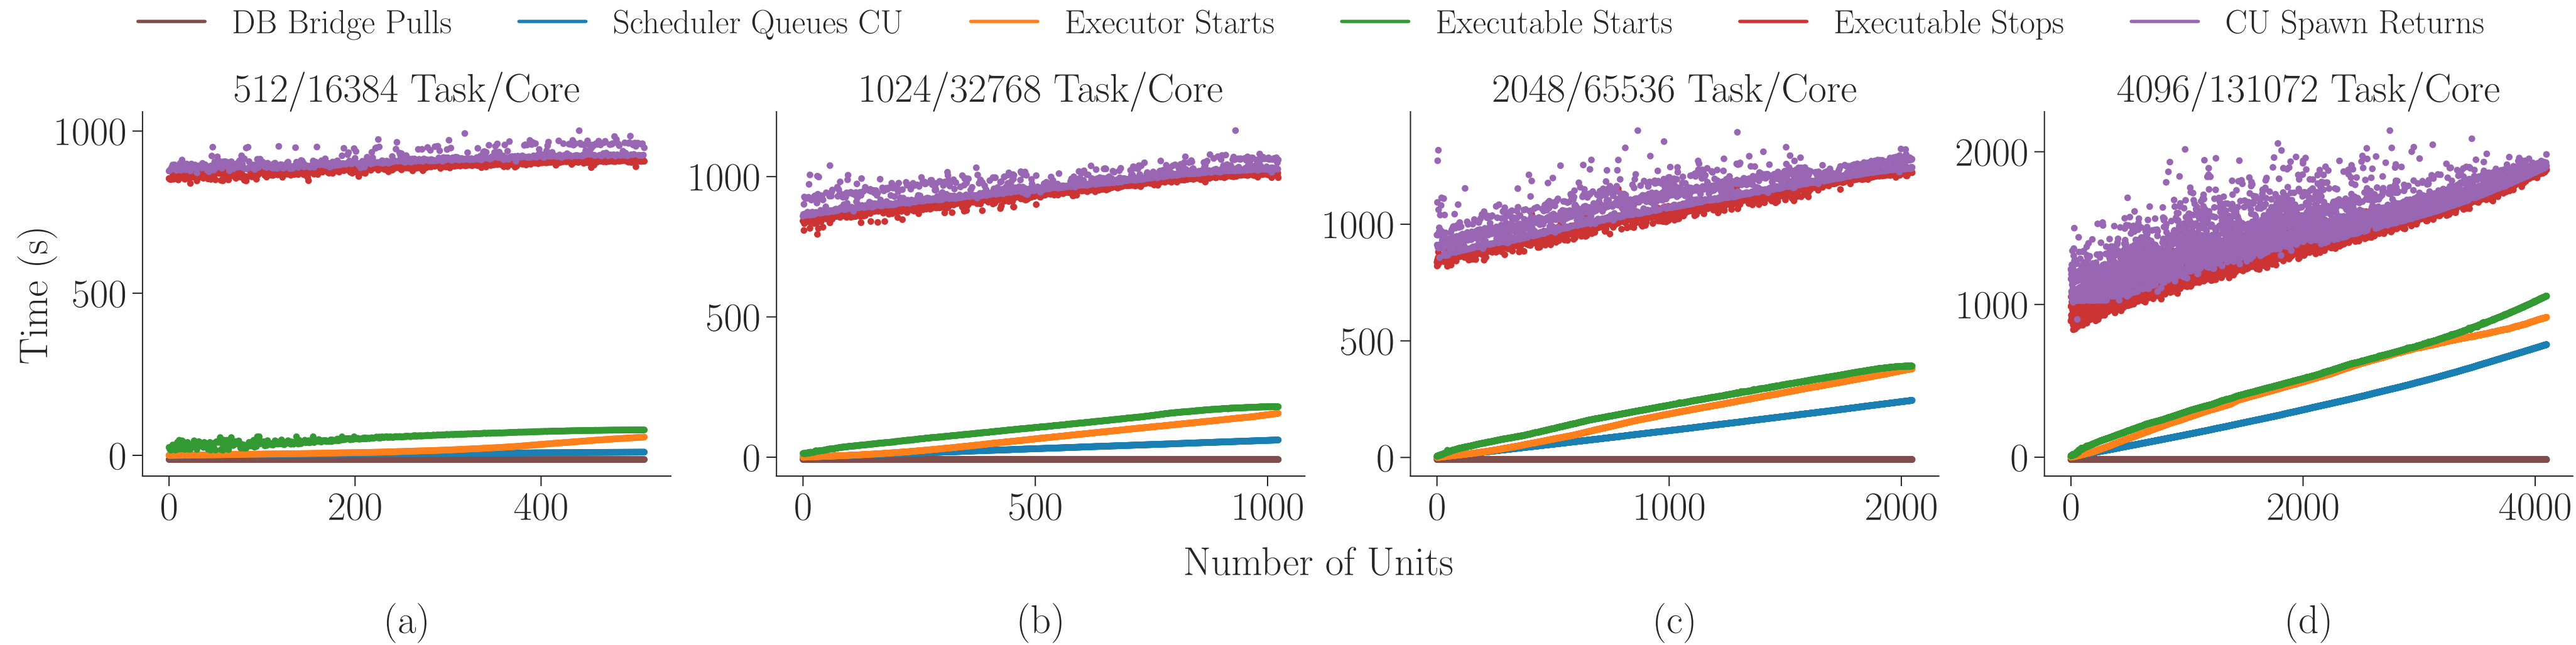 DB Bridge Pulls Scheduler Queues CU Executor Starts Executable Starts Executable Stops CU Spawn Returns
512/16384 Task/Core
1024/32768 Task/Core
2048/65536 Task/Core
4096/131072 Task/Core
Time (s)
1000
500
0
0 200 400
1000
500
0
0 500 1000
1000
500
0
0 1000 2000
2000
1000
0
0 2000 4000
Number of Units
(a) (b) (c) (d)